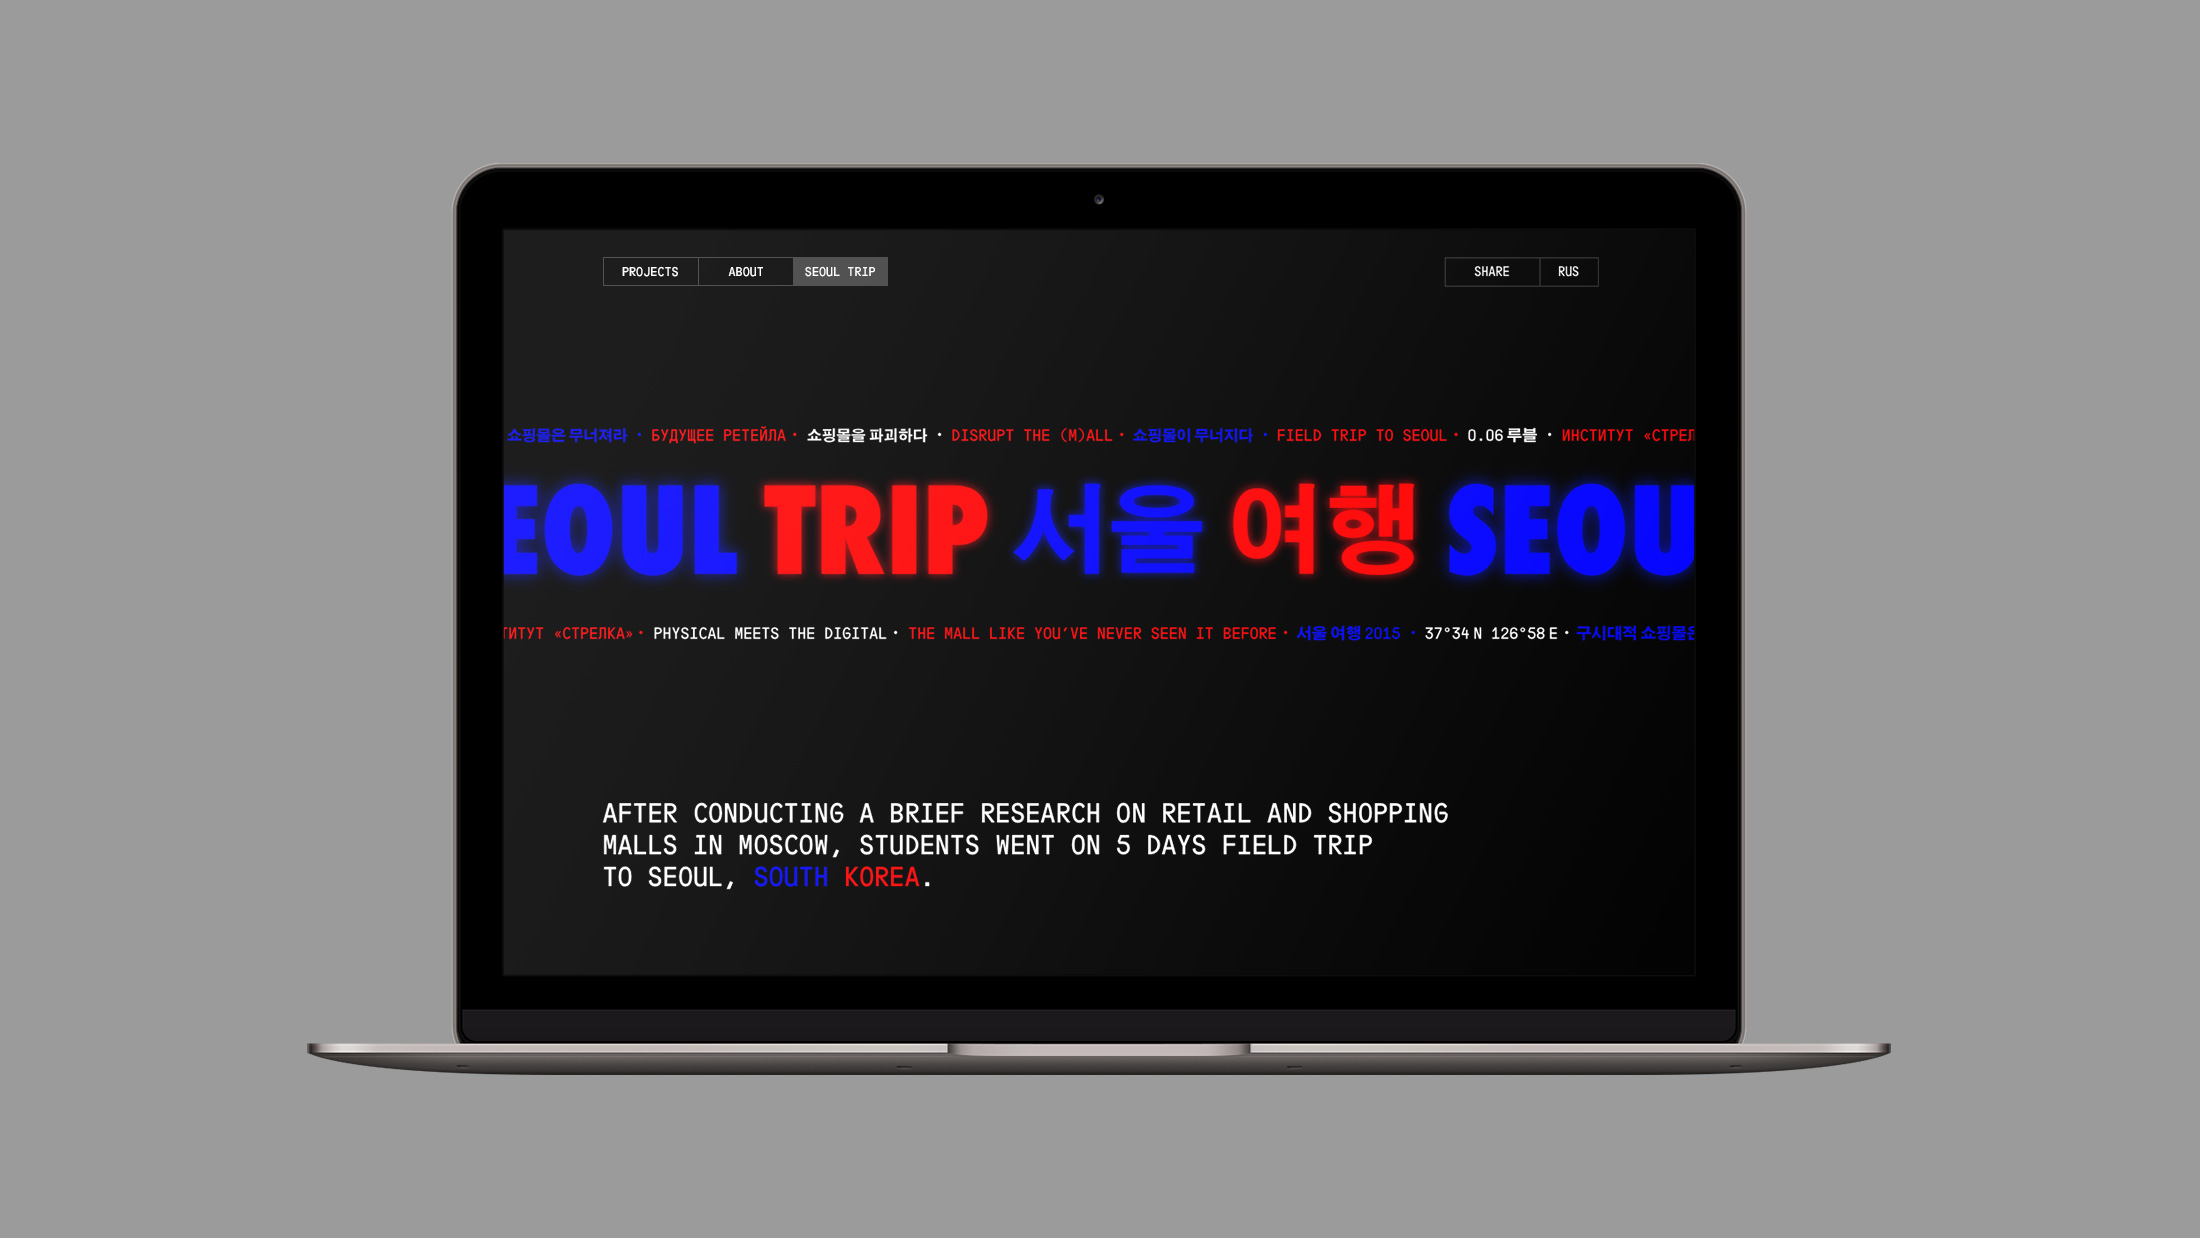 PROJECTS ABOUT SEOUL TRIP SHARE RUS
쇼핑몰은 무너져라 · БУДУЩЕЕ РЕТЕЙЛА · 쇼핑몰을 파괴하다 · DISRUPT THE (M)ALL · 쇼핑몰이 무너지다 · FIELD TRIP TO SEOUL · 0.06 루블 · ИНСТИТУТ «СТРЕЛ
EOUL TRIP 서울 여행 SEOU
ТИТУТ «СТРЕЛКА» · PHYSICAL MEETS THE DIGITAL · THE MALL LIKE YOU'VE NEVER SEEN IT BEFORE · 서울 여행 2015 · 37°34 N 126°58 E · 구시대적 쇼핑몰은
AFTER CONDUCTING A BRIEF RESEARCH ON RETAIL AND SHOPPING
MALLS IN MOSCOW, STUDENTS WENT ON 5 DAYS FIELD TRIP
TO SEOUL, SOUTH KOREA.